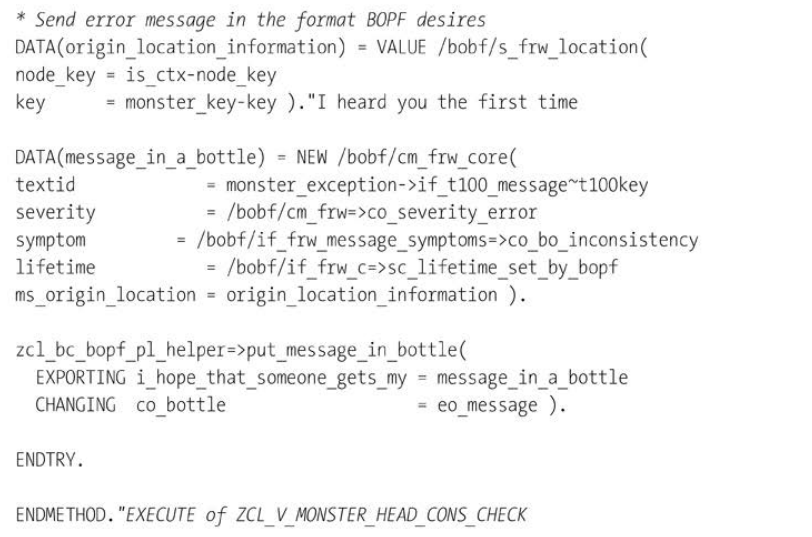 * Send error message in the format BOPF desires
DATA(origin_location_information) = VALUE /bobf/s_frw_location(
node_key = is_ctx-node_key
key      = monster_key-key )."I heard you the first time
DATA(message_in_a_bottle) = NEW /bobf/cm_frw_core(
textid             = monster_exception->if_t100_message~t100key
severity           = /bobf/cm_frw=>co_severity_error
symptom         = /bobf/if_frw_message_symptoms=>co_bo_inconsistency
lifetime           = /bobf/if_frw_c=>sc_lifetime_set_by_bopf
ms_origin_location = origin_location_information ).
zcl_bc_bopf_pl_helper=>put_message_in_bottle(
  EXPORTING i_hope_that_someone_gets_my = message_in_a_bottle
  CHANGING  co_bottle                   = eo_message ).
ENDTRY.
ENDMETHOD."EXECUTE of ZCL_V_MONSTER_HEAD_CONS_CHECK